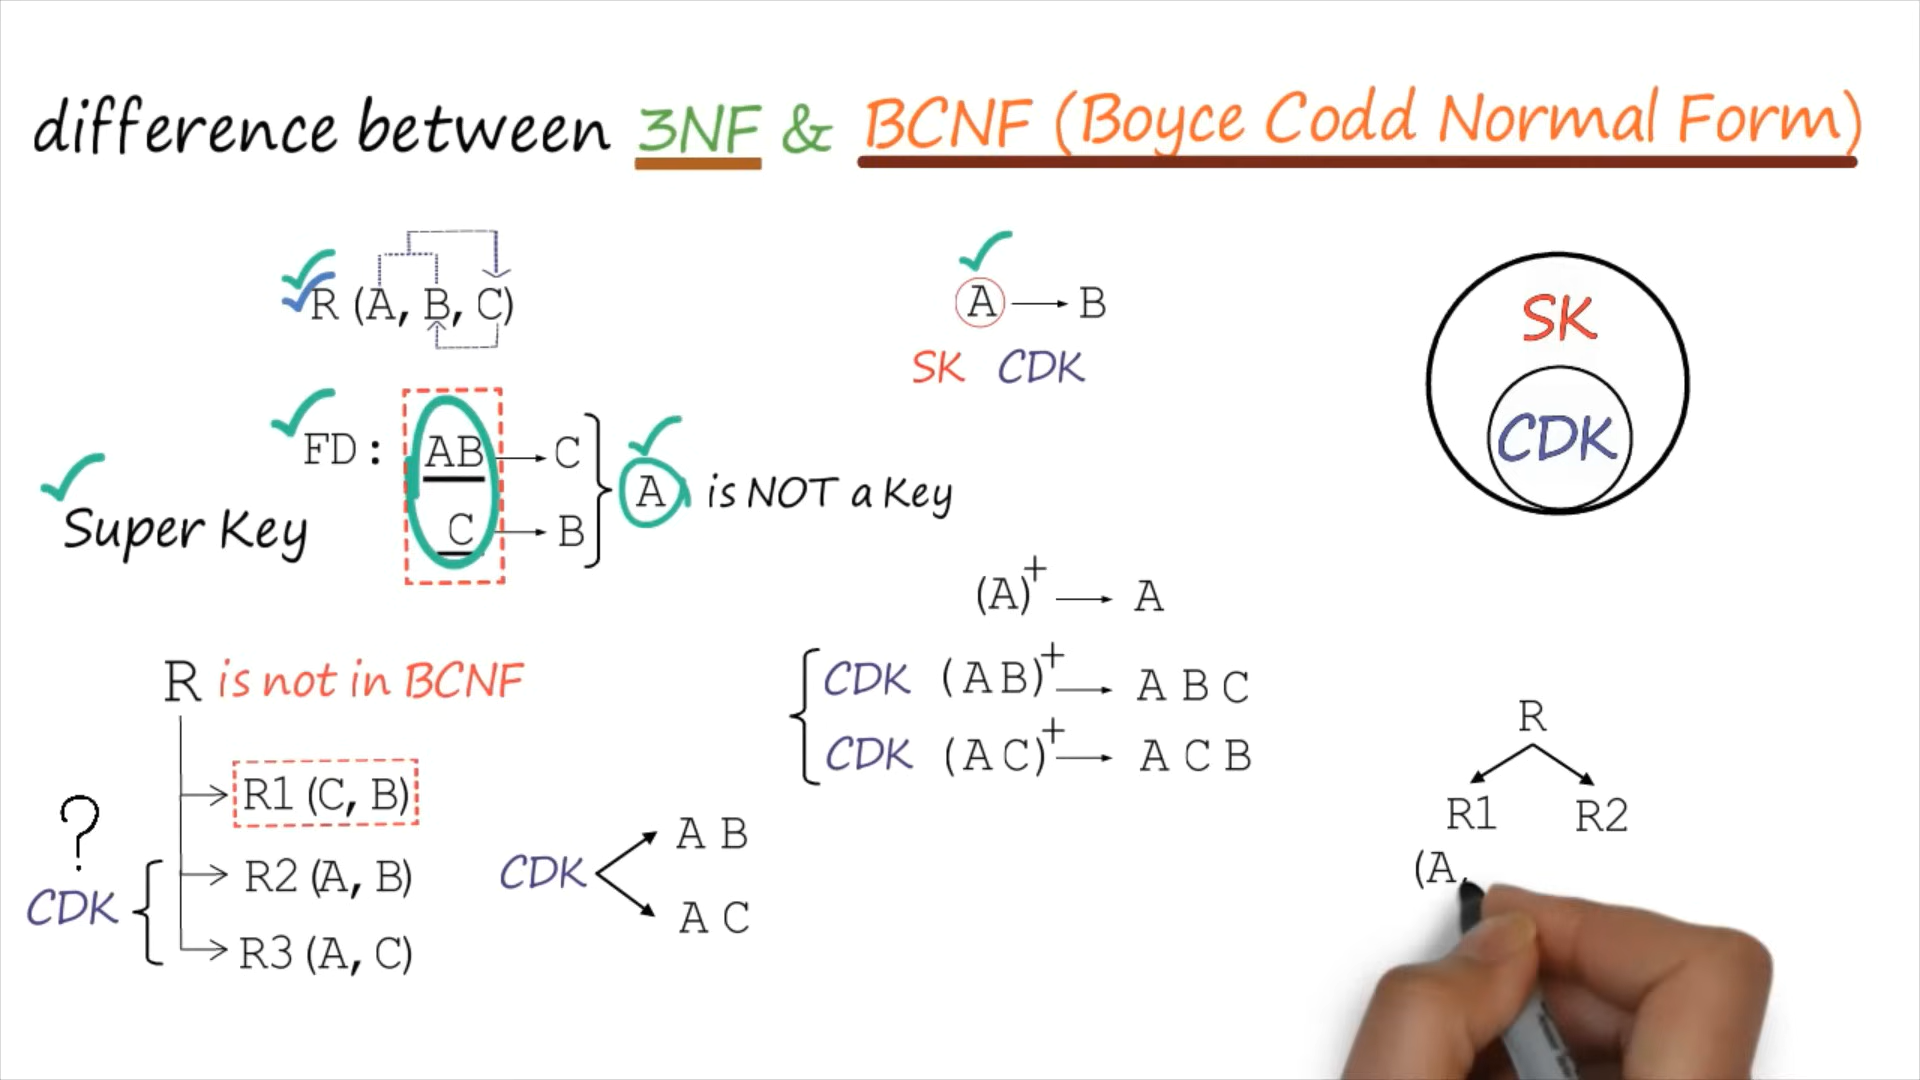 difference between 3NF & BCNF (Boyce Codd Normal Form)
R (A, B, C)
A → B
SK CDK
SK
CDK
FD: AB → C
C → B
A is NOT a Key
Super Key
(A)+ → A
CDK (AB)+ → A B C
CDK (AC)+ → A C B
R is not in BCNF
R1 (C, B)
?
CDK
R2 (A, B)
R3 (A, C)
CDK
A B
A C
R
R1 R2
(A,